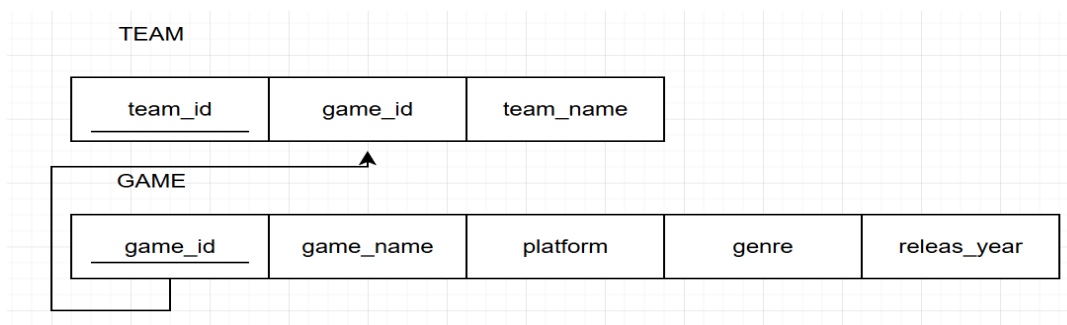 TEAM
team_id game_id team_name
GAME
game_id game_name platform genre releas_year